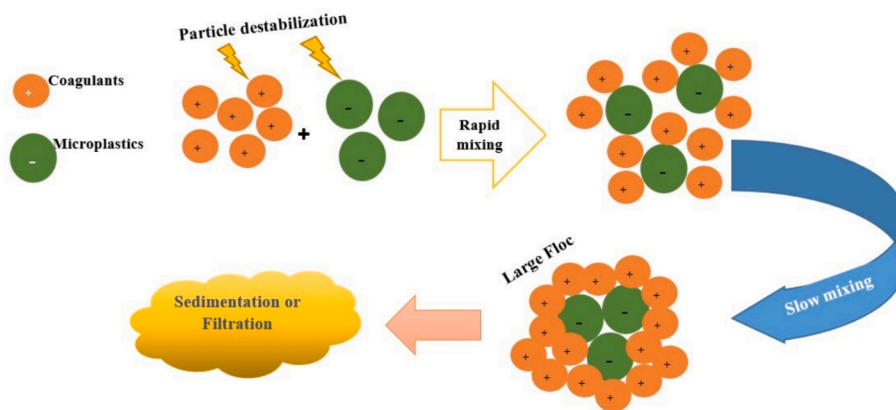 Particle destabilization
Coagulants
Microplastics
+
Rapid
mixing
Slow mixing
Large Floc
Sedimentation or
Filtration